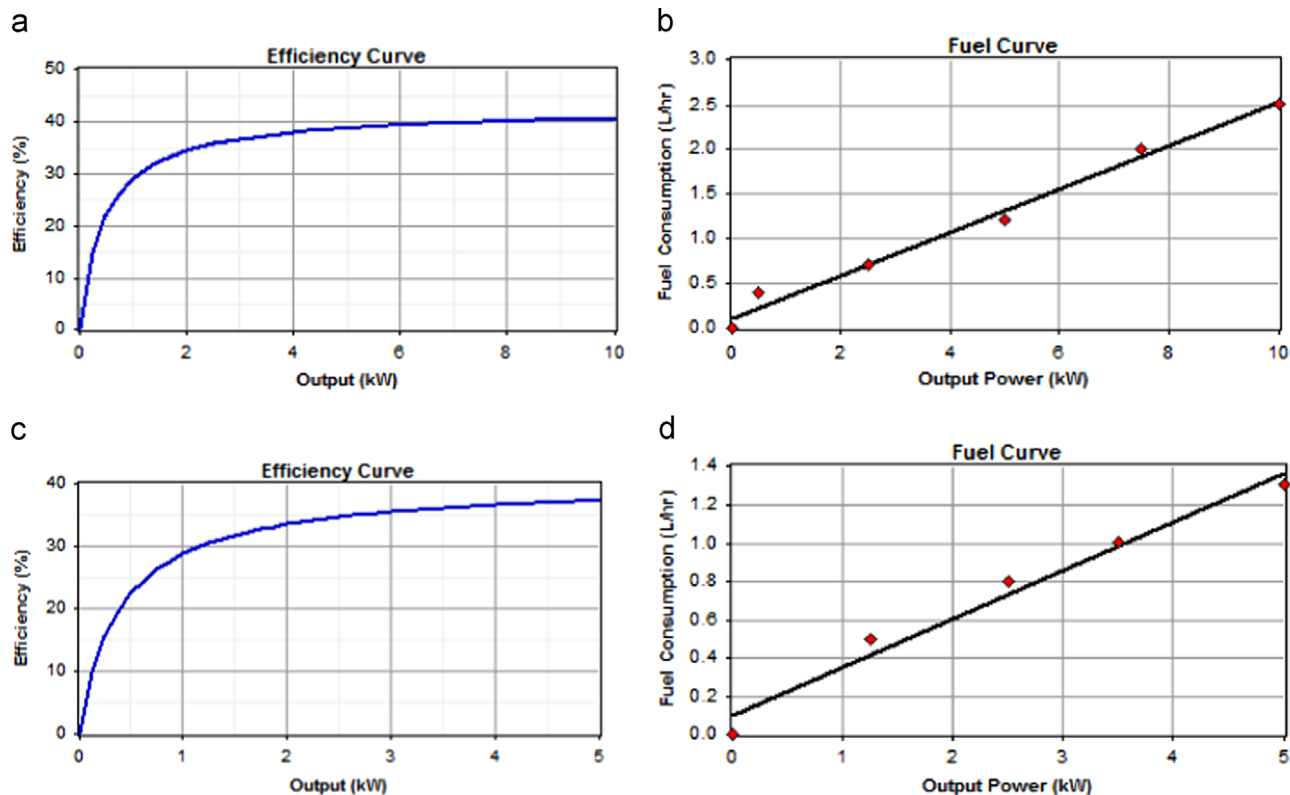 a
Efficiency Curve
50
40
30
20
10
0
Efficiency (%)
0 2 4 6 8 10
Output (kW)
b
Fuel Curve
3.0
2.5
2.0
1.5
1.0
0.5
0.0
Fuel Consumption (L/hr)
0 2 4 6 8 10
Output Power (kW)
c
Efficiency Curve
40
30
20
10
0
Efficiency (%)
0 1 2 3 4 5
Output (kW)
d
Fuel Curve
1.4
1.2
1.0
0.8
0.6
0.4
0.2
0.0
Fuel Consumption (L/hr)
0 1 2 3 4 5
Output Power (kW)